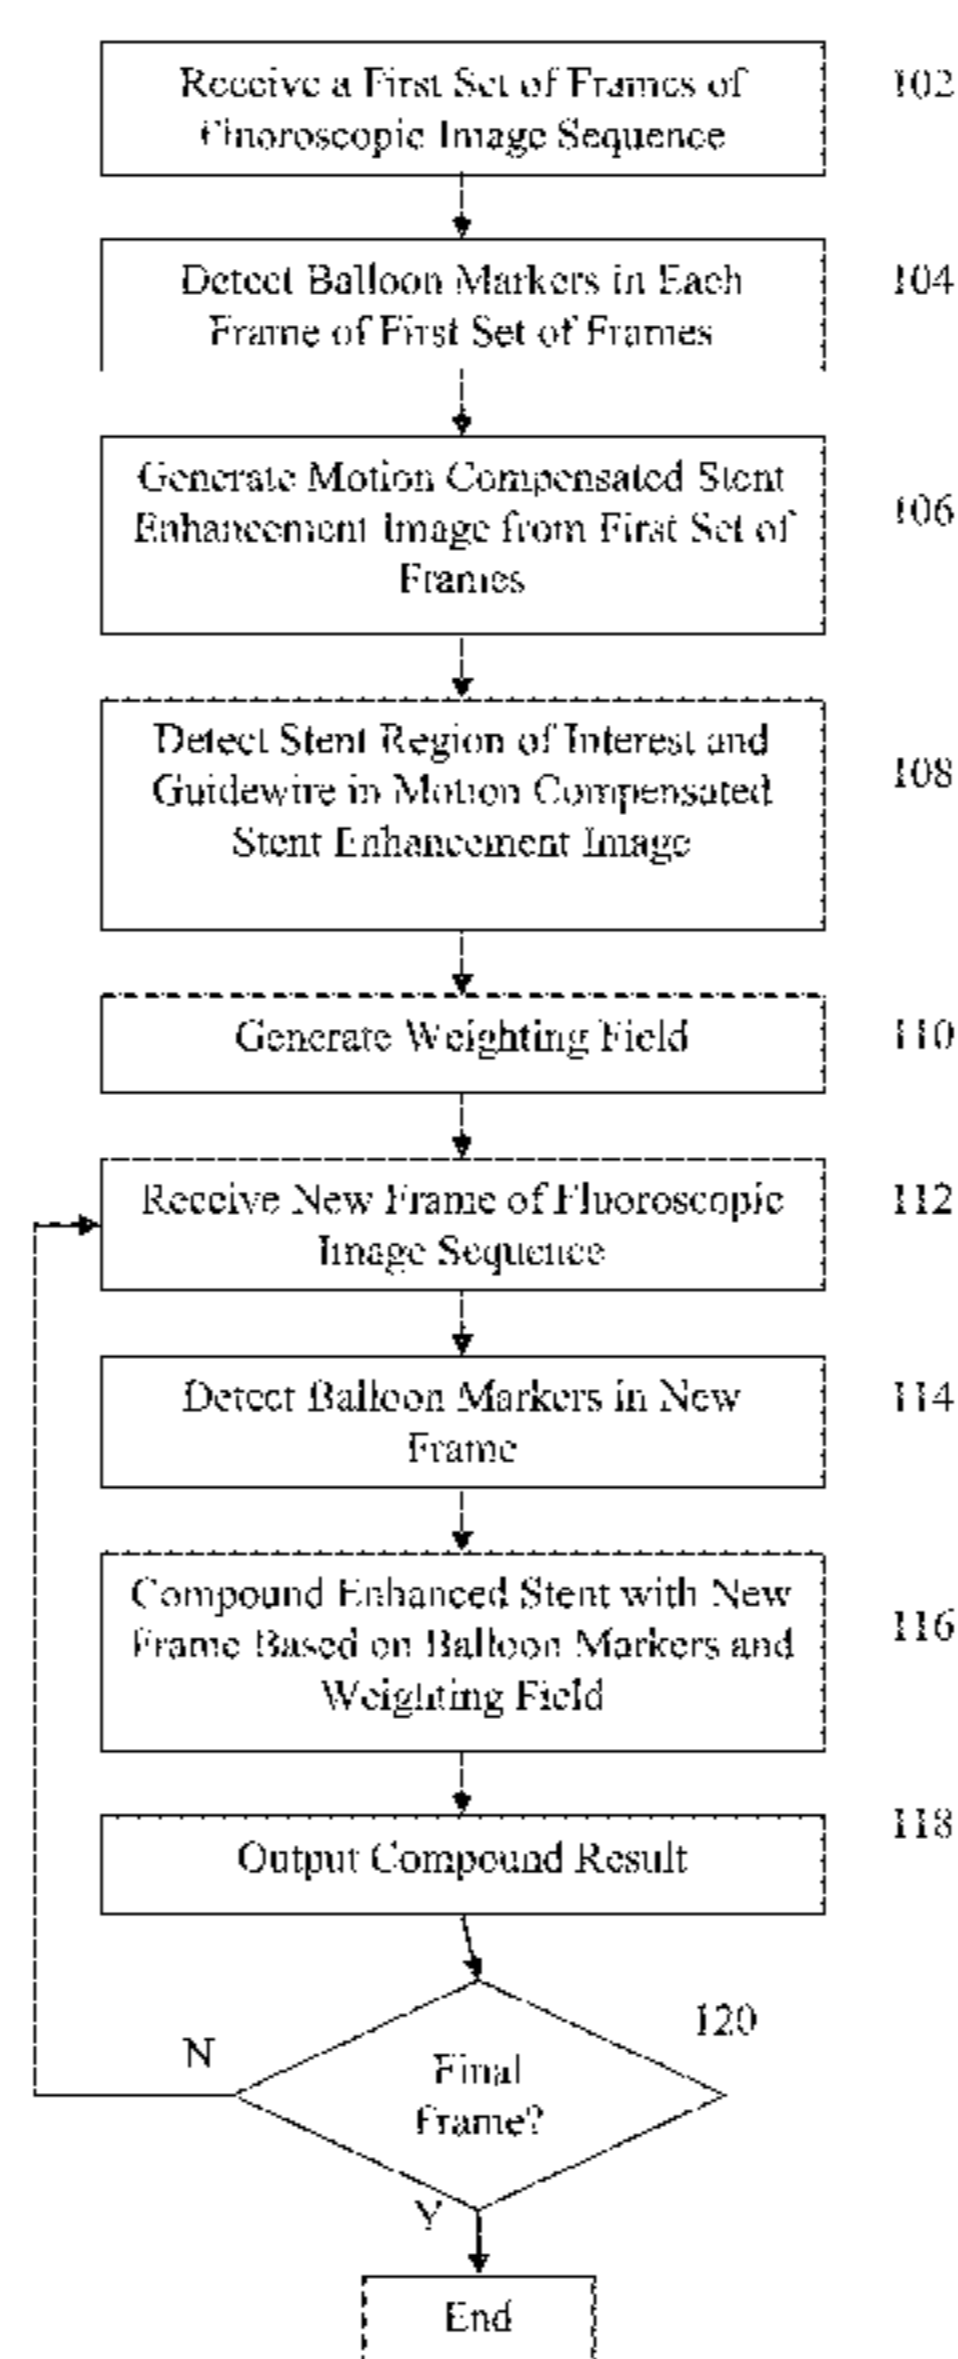 Receive a First Set of Frames of
Fluoroscopic Image Sequence
102
Detect Balloon Markers in Each
Frame of First Set of Frames
104
Generate Motion Compensated Stent
Enhancement Image from First Set of
Frames
106
Detect Stent Region of Interest and
Guidewire in Motion Compensated
Stent Enhancement Image
108
Generate Weighting Field
110
Receive New Frame of Fluoroscopic
Image Sequence
112
Detect Balloon Markers in New
Frame
114
Compound Enhanced Stent with New
Frame Based on Balloon Markers and
Weighting Field
116
Output Compound Result
118
120
N
Final
Frame?
Y
End